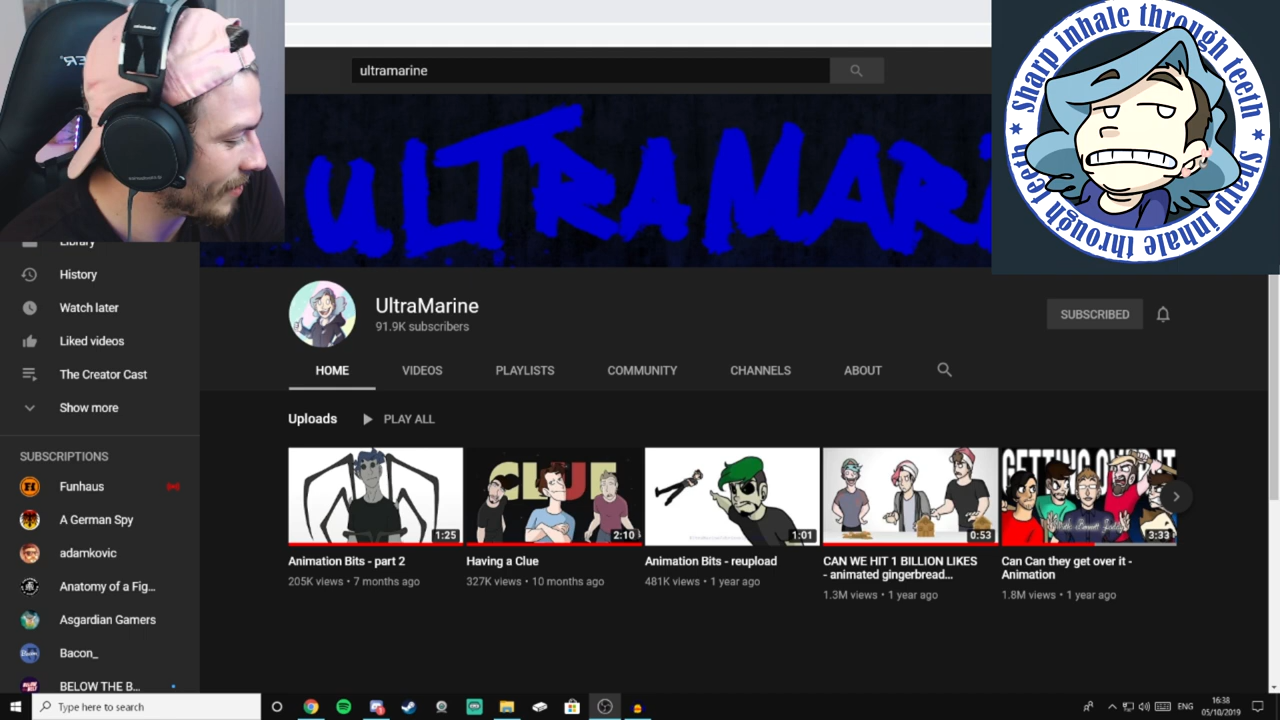 ultramarine
ULTRAMARI
Sharp inhale through teeth
Sharp inhale through teeth
Library
History
Watch later
Liked videos
The Creator Cast
Show more
SUBSCRIPTIONS
Funhaus
A German Spy
adamkovic
Anatomy of a Fig...
Asgardian Gamers
Bacon_
BELOW THE B...
UltraMarine
91.9K subscribers
SUBSCRIBED
HOME VIDEOS PLAYLISTS COMMUNITY CHANNELS ABOUT
Uploads PLAY ALL
CLUE
GETTING OVER IT
1:25 2:10 1:01 0:53 3:33
Animation Bits - part 2
205K views • 7 months ago
Having a Clue
327K views • 10 months ago
Animation Bits - reupload
481K views • 1 year ago
CAN WE HIT 1 BILLION LIKES
- animated gingerbread...
1.3M views • 1 year ago
Can Can they get over it -
Animation
1.8M views • 1 year ago
Type here to search
ENG
16:38
05/10/2019